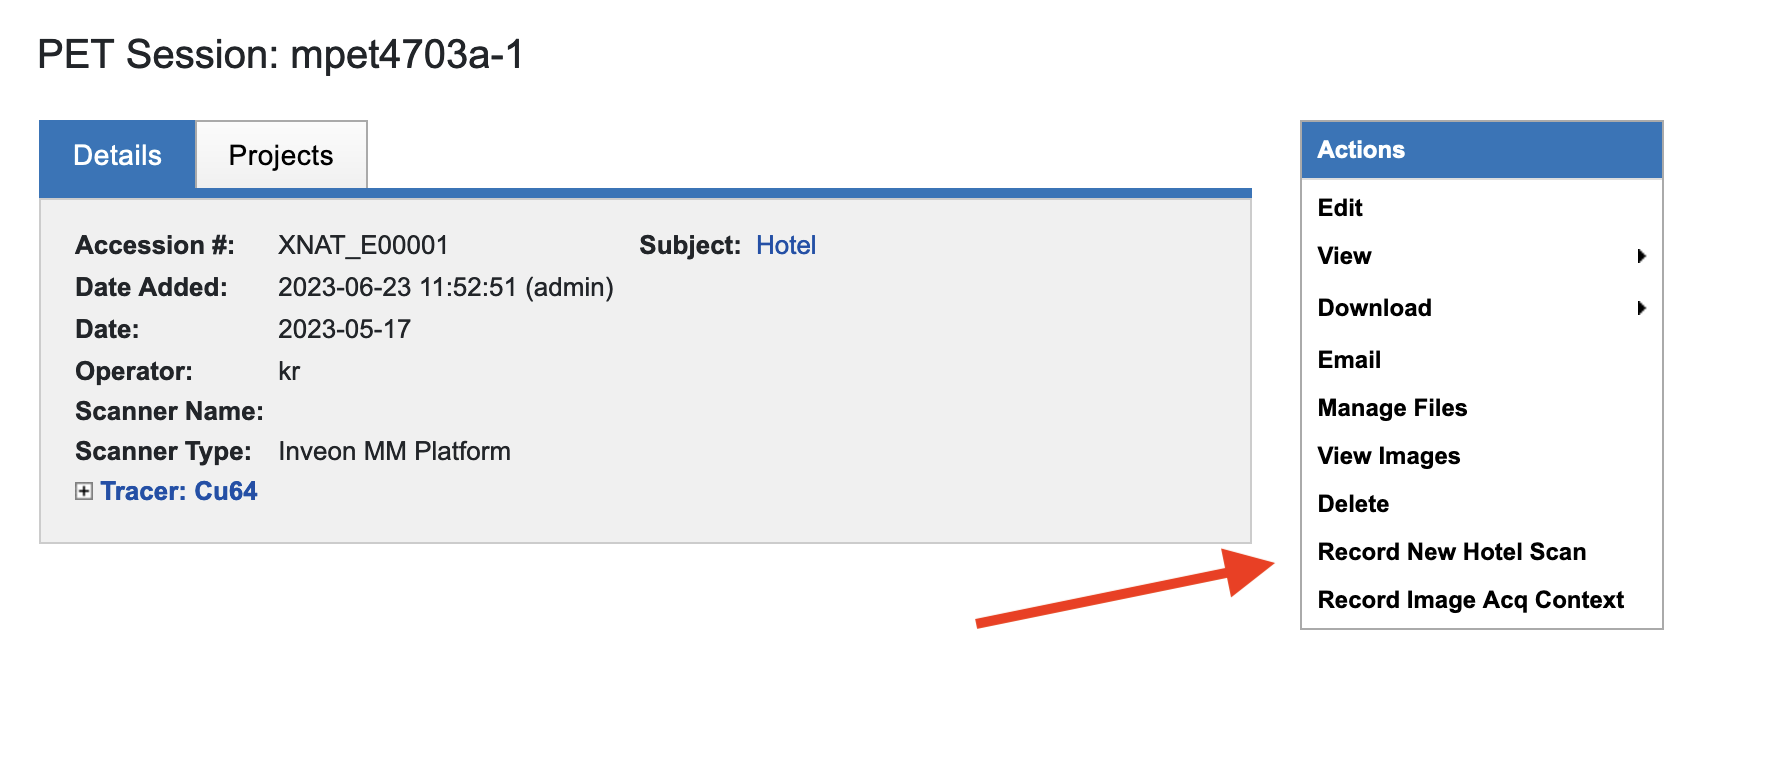 PET Session: mpet4703a-1
Details
Projects
Accession #: XNAT_E00001 Subject: Hotel
Date Added: 2023-06-23 11:52:51 (admin)
Date: 2023-05-17
Operator: kr
Scanner Name:
Scanner Type: Inveon MM Platform
Tracer: Cu64
Actions
Edit
View
Download
Email
Manage Files
View Images
Delete
Record New Hotel Scan
Record Image Acq Context